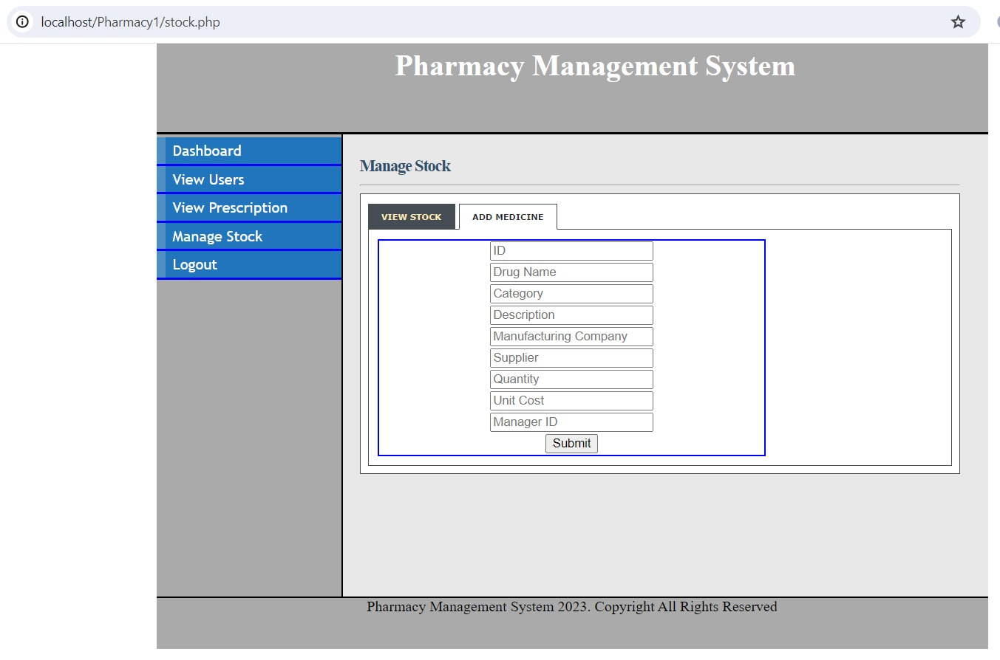 localhost/Pharmacy1/stock.php
Pharmacy Management System
Dashboard
View Users
View Prescription
Manage Stock
Logout
Manage Stock
VIEW STOCK
ADD MEDICINE
ID
Drug Name
Category
Description
Manufacturing Company
Supplier
Quantity
Unit Cost
Manager ID
Submit
Pharmacy Management System 2023. Copyright All Rights Reserved